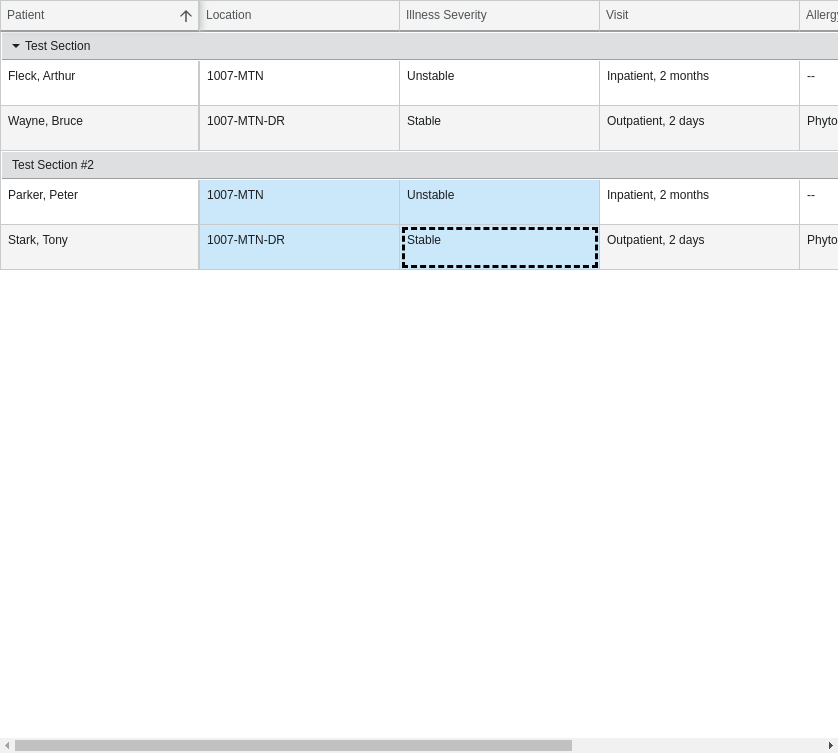 Patient Location Illness Severity Visit
Test Section
Fleck, Arthur 1007-MTN Unstable Inpatient, 2 months --
Wayne, Bruce 1007-MTN-DR Stable Outpatient, 2 days Phyto
Test Section #2
Parker, Peter 1007-MTN Unstable Inpatient, 2 months --
Stark, Tony 1007-MTN-DR Stable Outpatient, 2 days Phyto